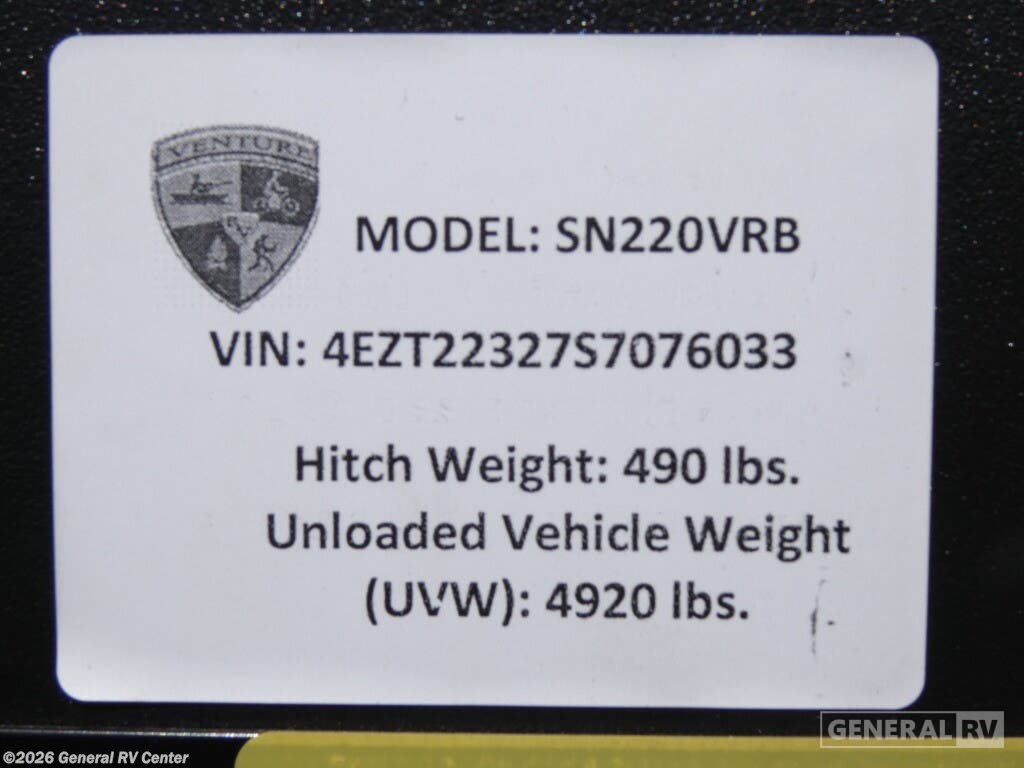 VENTURE
RV
MODEL: SN220VRB
VIN: 4EZT22327S7076033
Hitch Weight: 490 lbs.
Unloaded Vehicle Weight
(UVW): 4920 lbs.
GENERAL RV
©2026 General RV Center